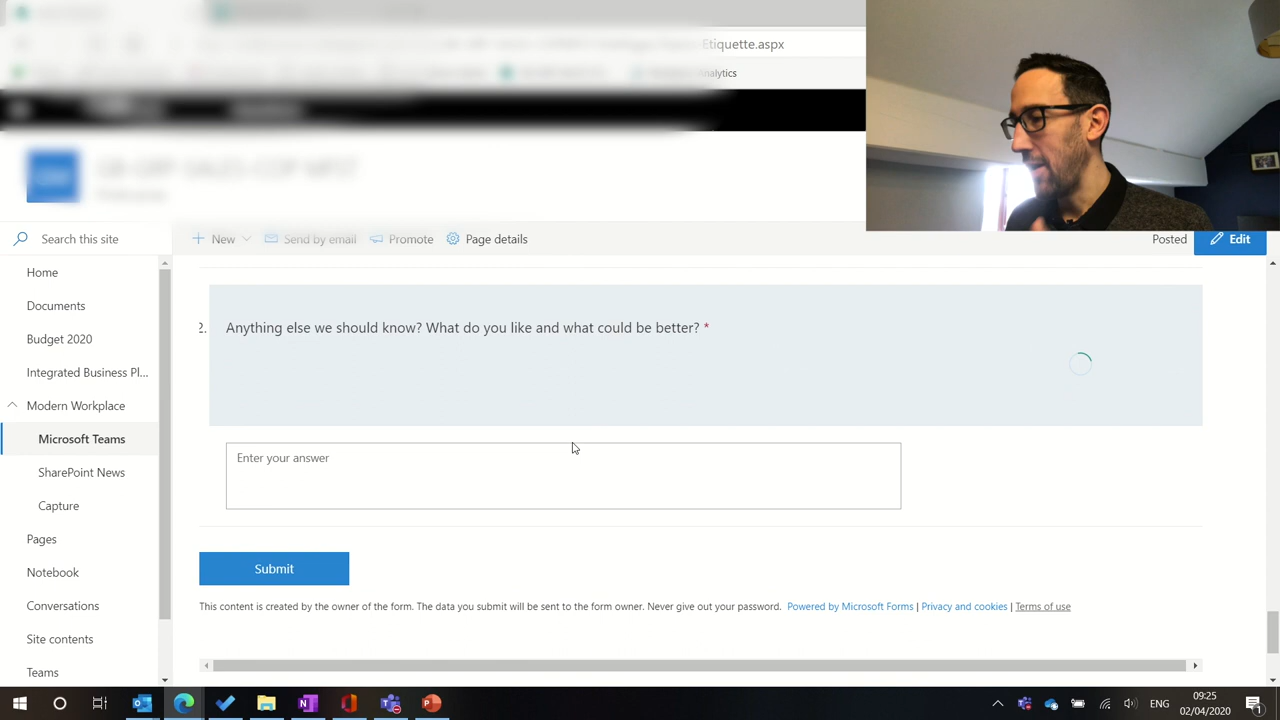 Etiquette.aspx
Analytics
Search this site
New
Send by email
Promote
Page details
Posted
Edit
Home
Documents
Budget 2020
Integrated Business Pl...
Modern Workplace
Microsoft Teams
SharePoint News
Capture
Pages
Notebook
Conversations
Site contents
Teams
2. Anything else we should know? What do you like and what could be better? *
Enter your answer
Submit
This content is created by the owner of the form. The data you submit will be sent to the form owner. Never give out your password. Powered by Microsoft Forms | Privacy and cookies | Terms of use
ENG
09:25
02/04/2020
1